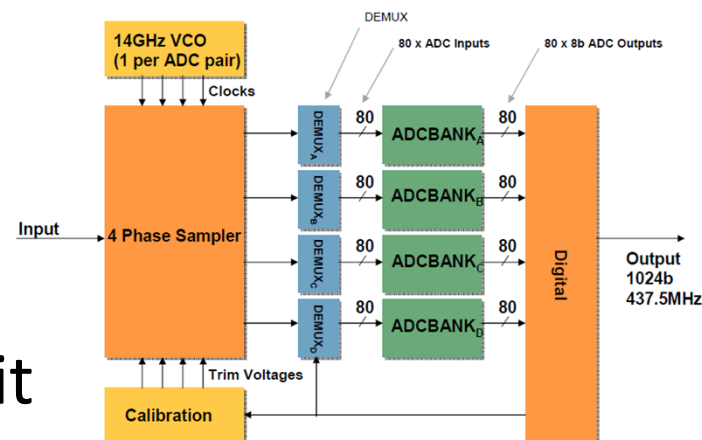 DEMUX
14GHz VCO
(1 per ADC pair)
80 x ADC Inputs
80 x 8b ADC Outputs
Clocks
Input
4 Phase Sampler
DEMUXA
80
ADCBANKA
80
DEMUXB
80
ADCBANKB
80
DEMUXC
80
ADCBANKC
80
DEMUXD
80
ADCBANKD
80
Digital
Output
1024b
437.5MHz
Trim Voltages
Calibration
it